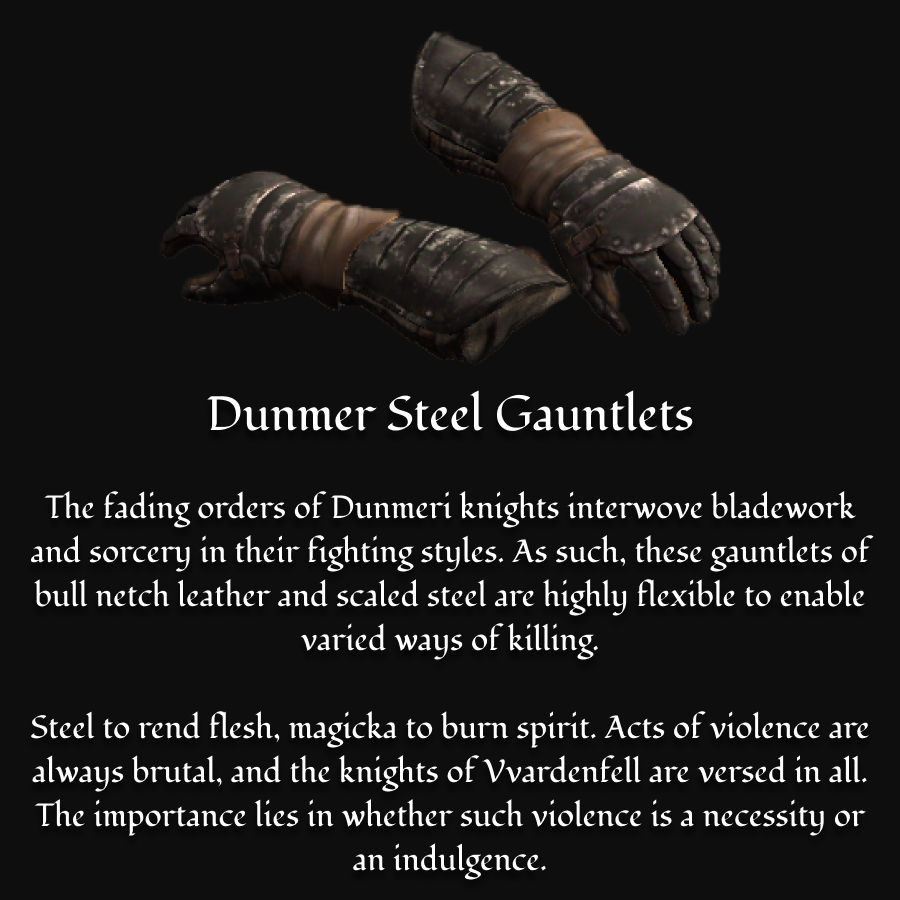 Dunmer Steel Gauntlets
The fading orders of Dunmeri knights interwove bladework
and sorcery in their fighting styles. As such, these gauntlets of
bull netch leather and scaled steel are highly flexible to enable
varied ways of killing.
Steel to rend flesh, magicka to burn spirit. Acts of violence are
always brutal, and the knights of Vvardenfell are versed in all.
The importance lies in whether such violence is a necessity or
an indulgence.